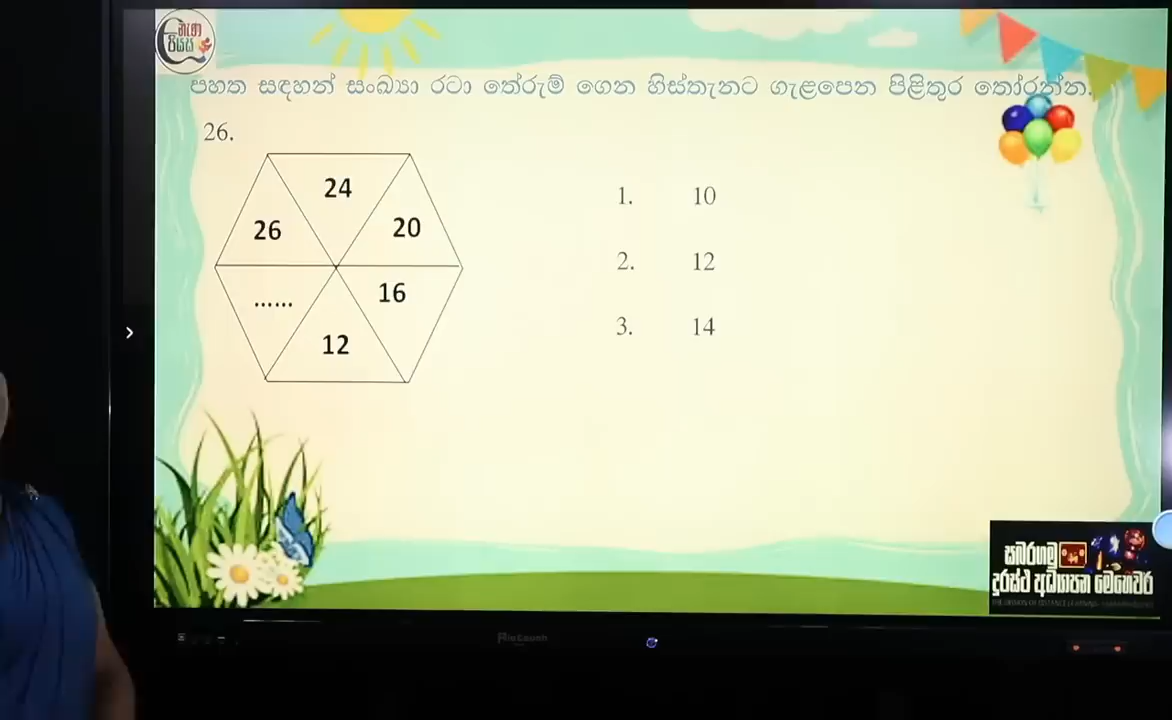 නැණ
පියස
පහත සඳහන් සංඛ්‍යා රටා තේරුම් ගෙන හිස්තැනට ගැළපෙන පිළිතුර තෝරන්න.
26.
24
26
20
......
16
12
1. 10
2. 12
3. 14
සබරගමු
දුරස්ථ අධ්‍යාපන මෙහෙවර